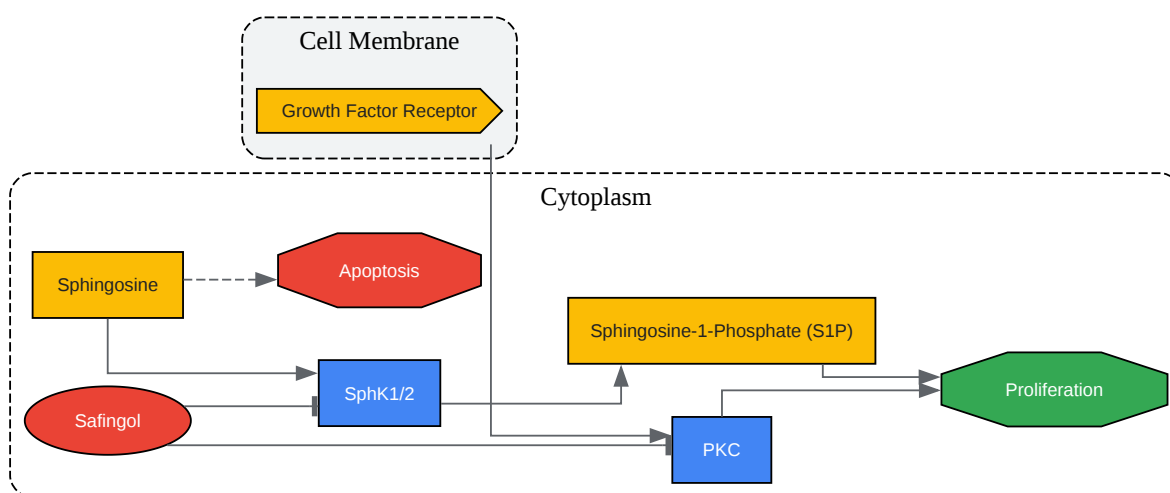 Cell Membrane
Growth Factor Receptor
Cytoplasm
Sphingosine
Apoptosis
Sphingosine-1-Phosphate (S1P)
SphK1/2
Proliferation
Safingol
PKC